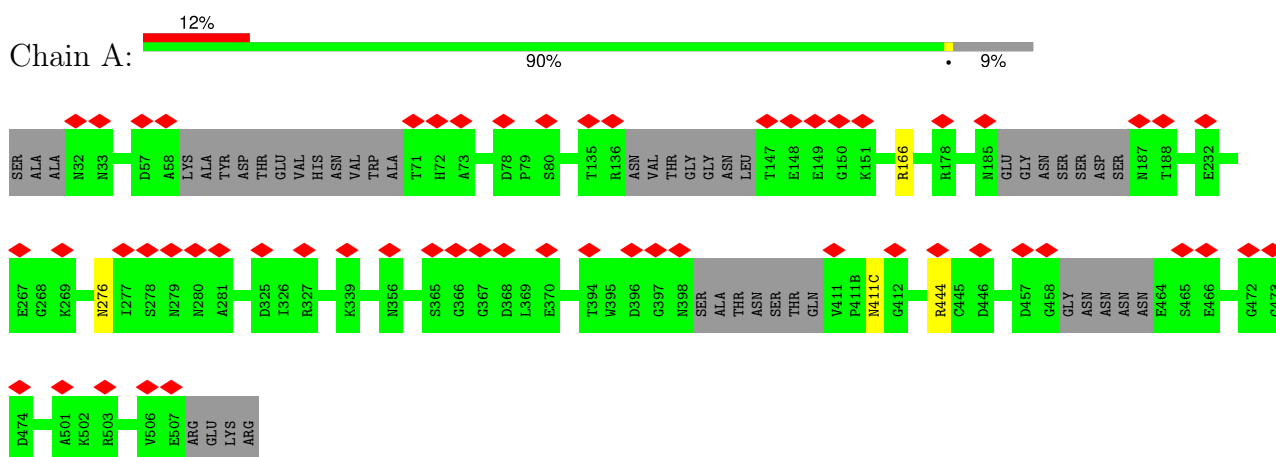 12%
Chain A:
90%
•
9%
SER ALA ALA N32 N33 D57 A58 LYS ALA TYR ASP THR GLU VAL HIS ASN VAL TRP ALA T71 H72 A73 D78 P79 S80 T135 R136 ASN VAL THR GLY GLY ASN LEU T147 E148 E149 G150 K151 R166 R178 N185 GLU GLY ASN SER SER ASP SER N187 T188 E232
E267 G268 K269 N276 I277 S278 N279 N280 A281 D325 I326 R327 K339 N356 S365 G366 G367 D368 L369 E370 T394 W395 D396 G397 N398 SER ALA THR ASN SER THR GLN V411 P411B N411C G412 R444 C445 D446 D457 G458 GLY ASN ASN ASN ASN E464 S465 E466 G472
D474 A501 K502 R503 V506 E507 ARG GLU LYS ARG